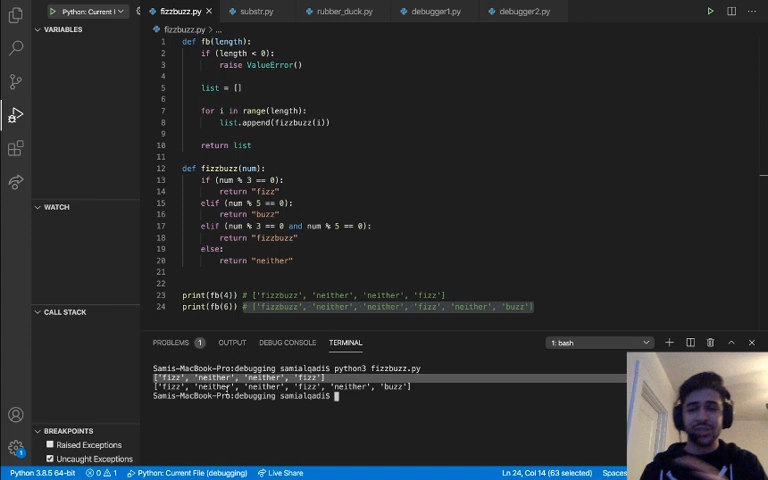 Python: Current I
fizzbuzz.py
substr.py
rubber_duck.py
debugger1.py
debugger2.py
VARIABLES
fizzbuzz.py > ...
1 def fb(length):
2 if (length < 0):
3 raise ValueError()
4
5 list = []
6
7 for i in range(length):
8 list.append(fizzbuzz(i))
9
10 return list
11
12 def fizzbuzz(num):
13 if (num % 3 == 0):
14 return "fizz"
15 elif (num % 5 == 0):
16 return "buzz"
17 elif (num % 3 == 0 and num % 5 == 0):
18 return "fizzbuzz"
19 else:
20 return "neither"
21
22
23 print(fb(4)) # ['fizzbuzz', 'neither', 'neither', 'fizz']
24 print(fb(6)) # ['fizzbuzz', 'neither', 'neither', 'fizz', 'neither', 'buzz']
WATCH
CALL STACK
BREAKPOINTS
Raised Exceptions
Uncaught Exceptions
PROBLEMS 1 OUTPUT DEBUG CONSOLE TERMINAL 1: bash
Samis-MacBook-Pro:debugging samialqadi$ python3 fizzbuzz.py
['fizz', 'neither', 'neither', 'fizz']
['fizz', 'neither', 'neither', 'fizz', 'neither', 'buzz']
Samis-MacBook-Pro:debugging samialqadi$
1
Python 3.8.5 64-bit 0 1 Python: Current File (debugging) Live Share Ln 24, Col 14 (63 selected) Spaces